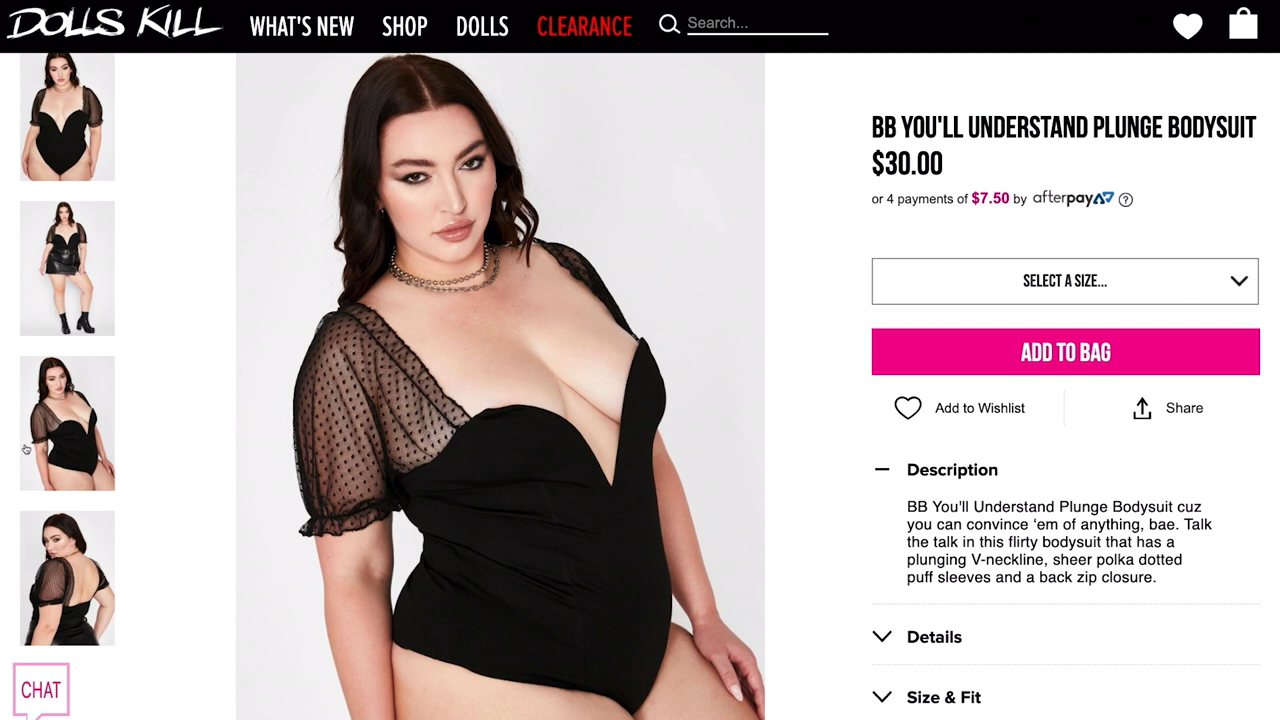 DOLLS KILL
WHAT'S NEW
SHOP
DOLLS
CLEARANCE
Search...
BB YOU'LL UNDERSTAND PLUNGE BODYSUIT
$30.00
or 4 payments of $7.50 by afterpay ?
SELECT A SIZE...
ADD TO BAG
Add to Wishlist
Share
Description
BB You'll Understand Plunge Bodysuit cuz
you can convince ‘em of anything, bae. Talk
the talk in this flirty bodysuit that has a
plunging V-neckline, sheer polka dotted
puff sleeves and a back zip closure.
Details
Size & Fit
CHAT